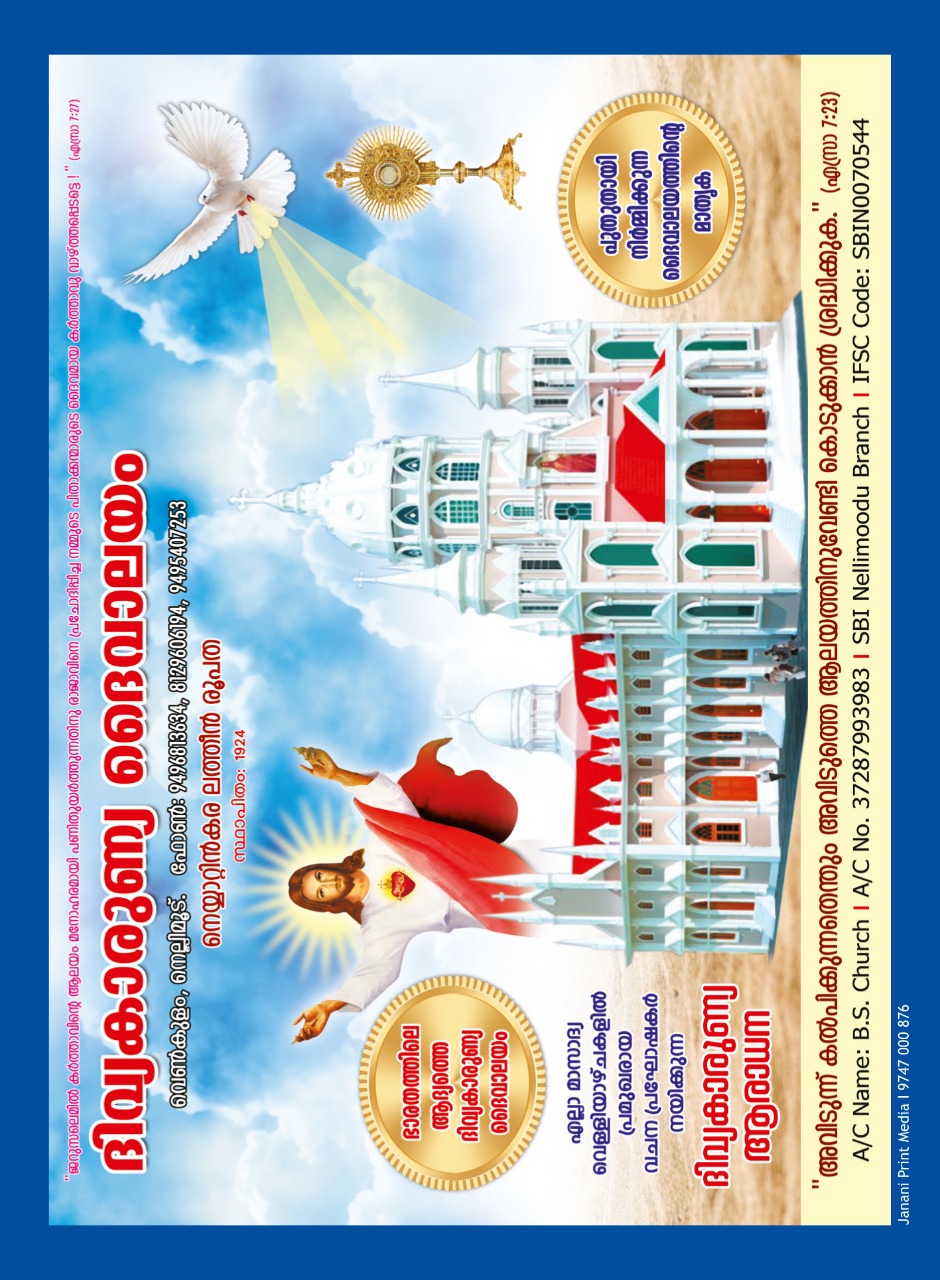 "ജറുസലെമിൽ കർത്താവിന്റെ ആലയം മനോഹരമായി പണിതുയർത്തുന്നതിനു രാജാവിനെ പ്രചോദിപ്പിച്ച നമ്മുടെ പിതാക്കന്മാരുടെ ദൈവമായ കർത്താവു വാഴ്ത്തപ്പെടട്ടെ ! " (എസ്രാ 7:27)
ദിവ്യകാരുണ്യ ദൈവാലയം
വെൺകുളം, നെല്ലിമൂട്. ഫോൺ: 9496813634, 8129606194, 9495407253
നെയ്യാറ്റിൻകര ലത്തീൻ രൂപത
സ്ഥാപിതം: 1924
ഭാരതത്തിലെ
ആദ്യത്തെ
ദിവ്യകാരുണ്യ
ദൈവാലയം
എല്ലാ മാസാദ്യ
വെള്ളിയാഴ്ചകളിൽ
പ്രമുഖരായ
വചന പ്രഘോഷകർ
നയിക്കുന്ന
ദിവ്യകാരുണ്യ
ആരാധന
പുതുതായി
നിർമ്മിക്കുന്ന
ദൈവാലയത്തിന്റെ
മാതൃക
"അവിടുന്ന് കൽപിക്കുന്നതെന്തും അവിടുത്തെ ആലയത്തിനുവേണ്ടി കൊടുക്കാൻ ശ്രദ്ധിക്കുക." (എസ്രാ 7:23)
A/C Name: B.S. Church I A/C No. 37287993983 I SBI Nellimoodu Branch I IFSC Code: SBIN0070544
Janani Print Media I 9747 000 876